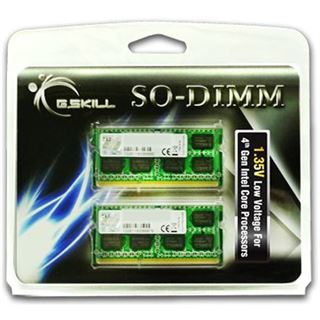 G.SKILL
SO-DIMM
1.35V Low Voltage For
4th Gen Intel Core Processors